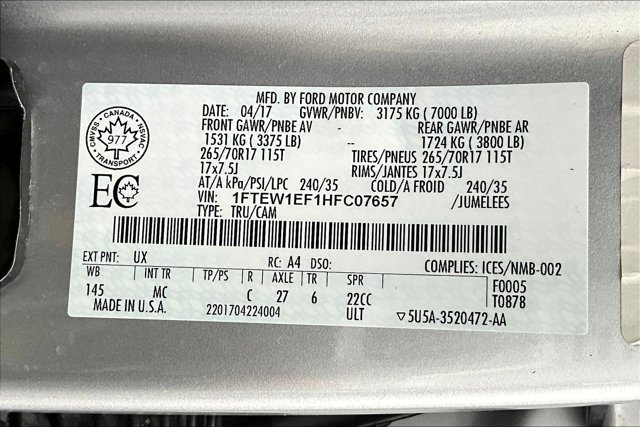 MFD. BY FORD MOTOR COMPANY
DATE: 04/17 GVWR/PNBV: 3175 KG ( 7000 LB)
FRONT GAWR/PNBE AV REAR GAWR/PNBE AR
1531 KG ( 3375 LB) -- 1724 KG ( 3800 LB)
265/70R17 115T TIRES/PNEUS 265/70R17 115T
17x7.5J RIMS/JANTES 17x7.5J
AT/A kPa/PSI/LPC 240/35 COLD/A FROID 240/35
VIN: 1FTEW1EF1HFC07657 /JUMELEES
TYPE: TRU/CAM
CANADA
CMVSS NSVAC
977
TRANSPORT
EC
EXT PNT: UX RC: A4 DSO: COMPLIES: ICES/NMB-002
WB INT TR TP/PS R AXLE TR SPR F0005
145 MC C 27 6 22CC T0878
MADE IN U.S.A. 2201704224004 ULT ▽5U5A-3520472-AA